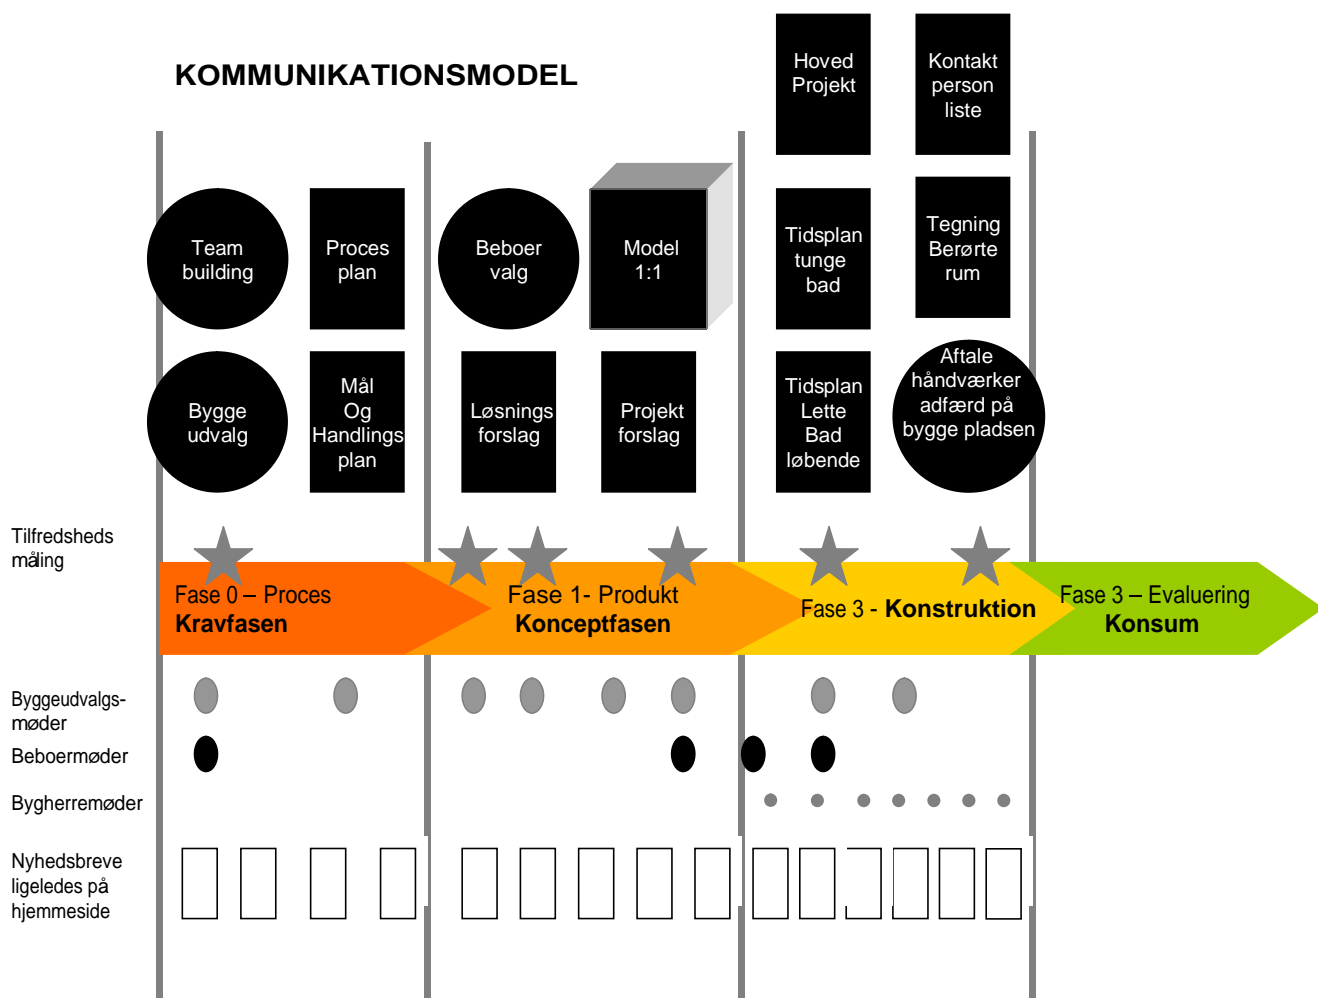 KOMMUNIKATIONSMODEL
Hoved
Projekt
Kontakt
person
liste
Team
building
Proces
plan
Beboer
valg
Model
1:1
Tidsplan
tunge
bad
Tegning
Berørte
rum
Bygge
udvalg
Mål
Og
Handlings
plan
Løsnings
forslag
Projekt
forslag
Tidsplan
Lette
Bad
løbende
Aftale
håndværker
adfærd på
bygge pladsen
Tilfredsheds
måling
Fase 0 – Proces
Kravfasen
Fase 1- Produkt
Konceptfasen
Fase 3 - Konstruktion
Fase 3 – Evaluering
Konsum
Byggeudvalgs-
møder
Beboermøder
Bygherremøder
Nyhedsbreve
ligeledes på
hjemmeside